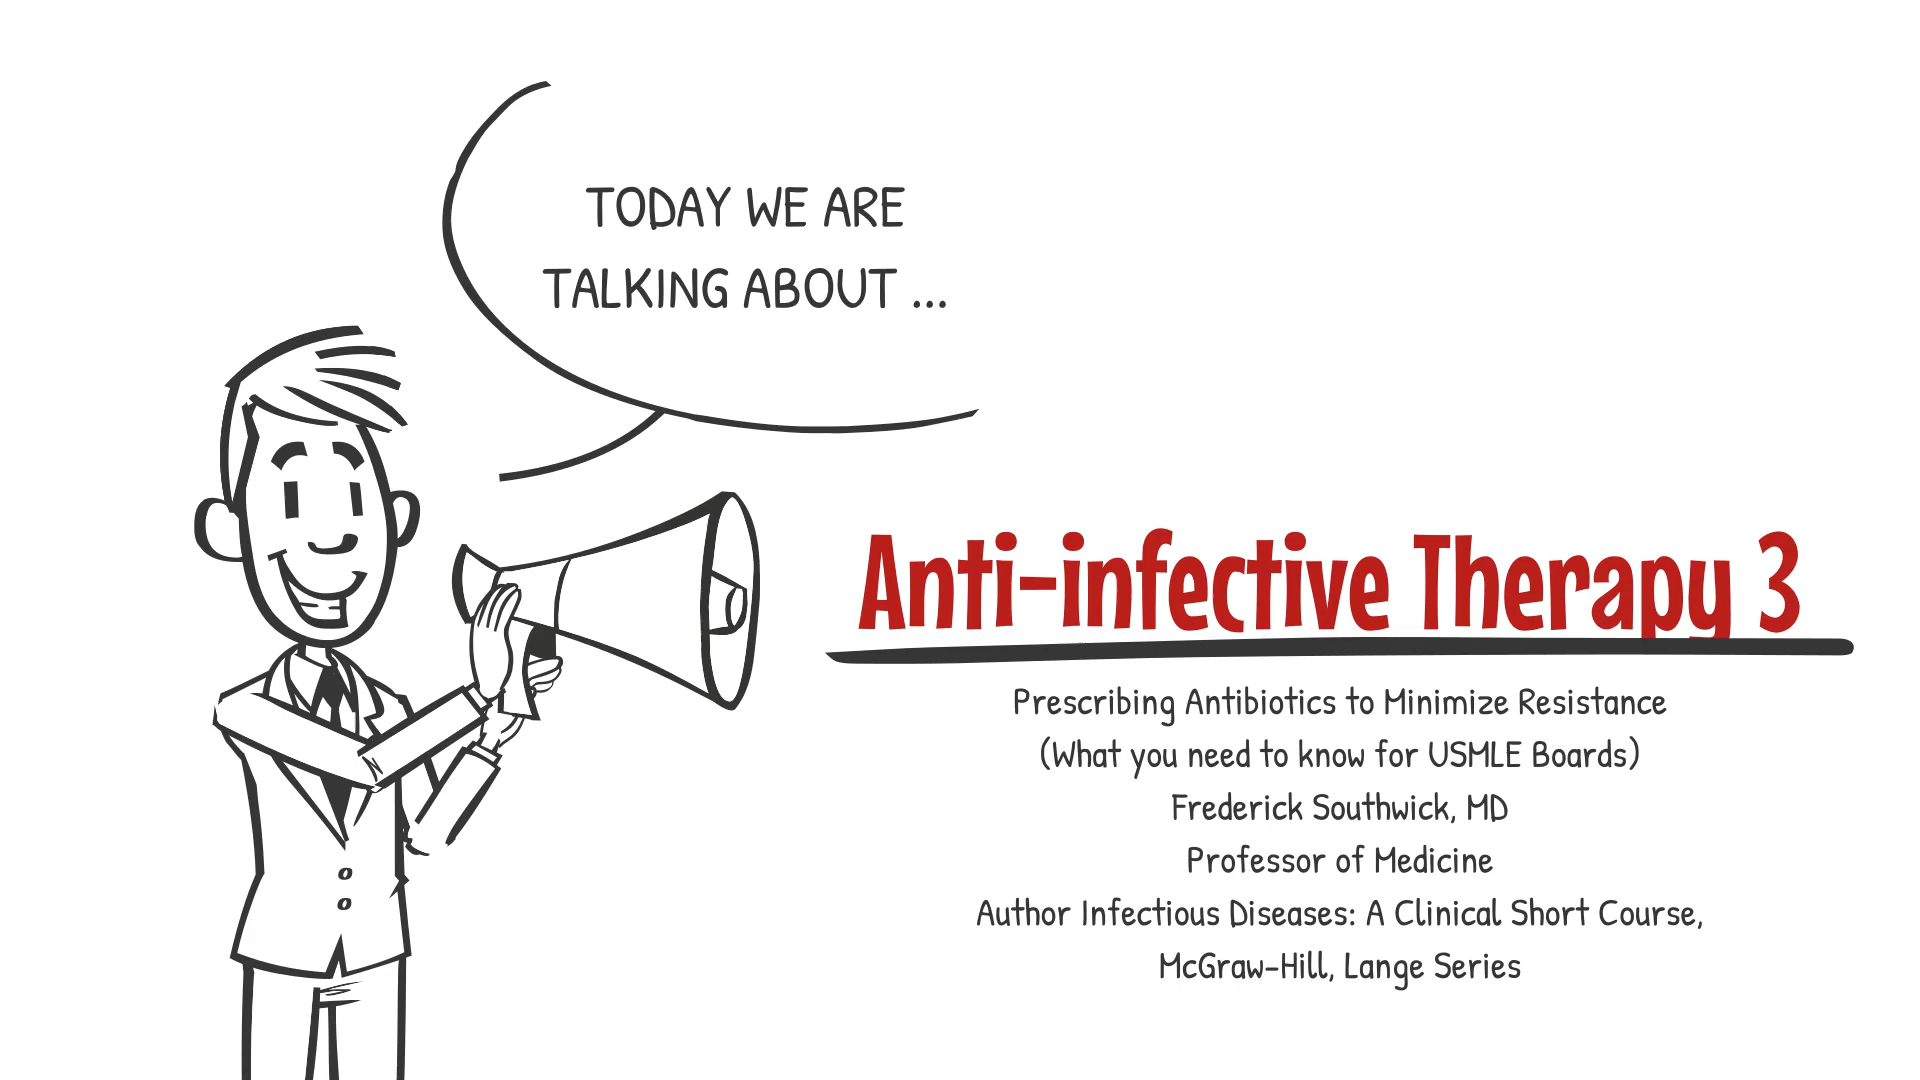 TODAY WE ARE
TALKING ABOUT ...
Anti-infective Therapy 3
Prescribing Antibiotics to Minimize Resistance
(What you need to know for USMLE Boards)
Frederick Southwick, MD
Professor of Medicine
Author Infectious Diseases: A Clinical Short Course,
McGraw-Hill, Lange Series